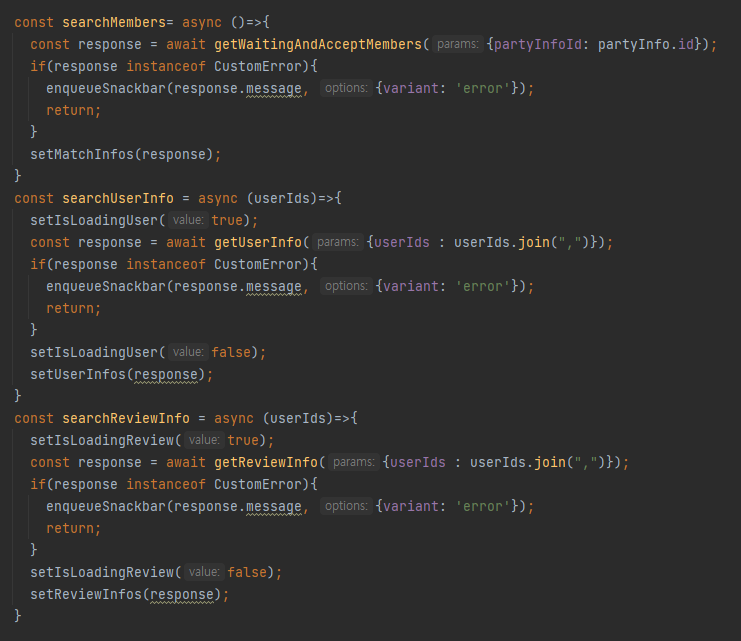 const searchMembers= async ()=>{
const response = await getWaitingAndAcceptMembers( params: {partyInfoId: partyInfo.id});
if(response instanceof CustomError){
enqueueSnackbar(response.message, options: {variant: 'error'});
return;
}
setMatchInfos(response);
}
const searchUserInfo = async (userIds)=>{
setIsLoadingUser( value: true);
const response = await getUserInfo( params: {userIds : userIds.join(",")});
if(response instanceof CustomError){
enqueueSnackbar(response.message, options: {variant: 'error'});
return;
}
setIsLoadingUser( value: false);
setUserInfos(response);
}
const searchReviewInfo = async (userIds)=>{
setIsLoadingReview( value: true);
const response = await getReviewInfo( params: {userIds : userIds.join(",")});
if(response instanceof CustomError){
enqueueSnackbar(response.message, options: {variant: 'error'});
return;
}
setIsLoadingReview( value: false);
setReviewInfos(response);
}